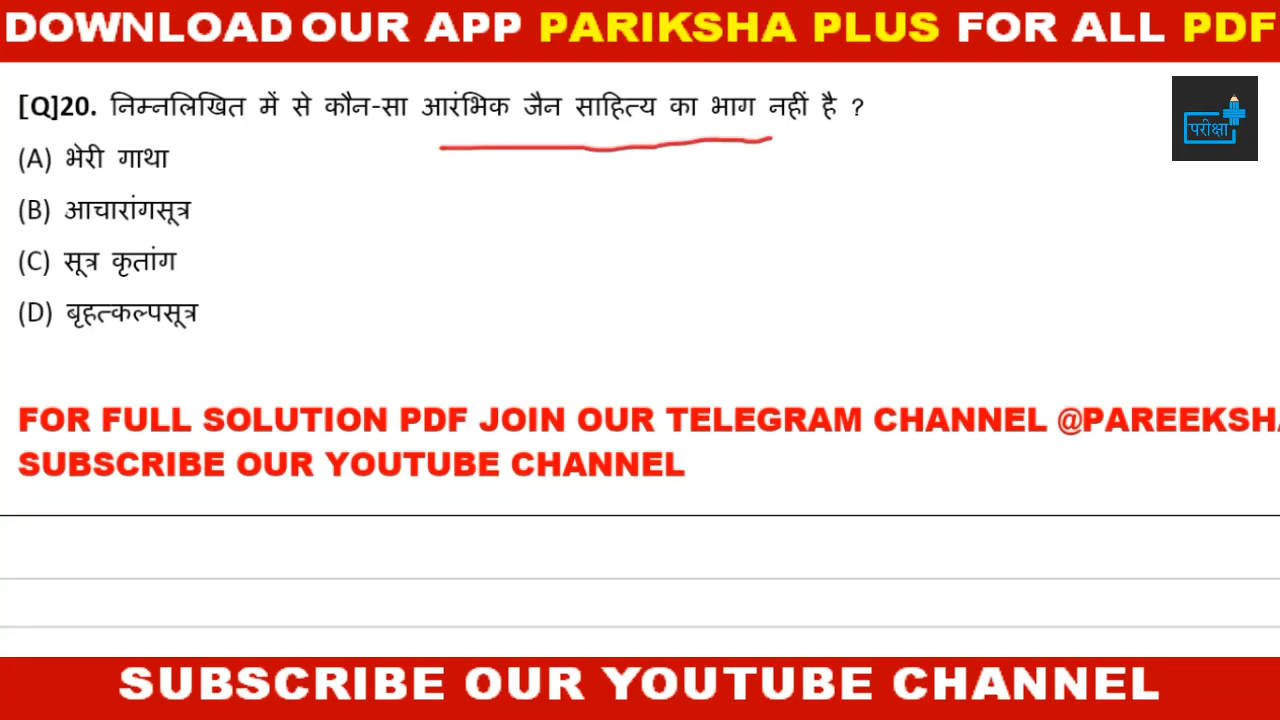 DOWNLOAD OUR APP PARIKSHA PLUS FOR ALL PDF
[Q]20. निम्नलिखित में से कौन-सा आरंभिक जैन साहित्य का भाग नहीं है ?
परीक्षा
(A) भेरी गाथा
(B) आचारांगसूत्र
(C) सूत्र कृतांग
(D) बृहत्कल्पसूत्र
FOR FULL SOLUTION PDF JOIN OUR TELEGRAM CHANNEL @PAREEKSHA
SUBSCRIBE OUR YOUTUBE CHANNEL
SUBSCRIBE OUR YOUTUBE CHANNEL